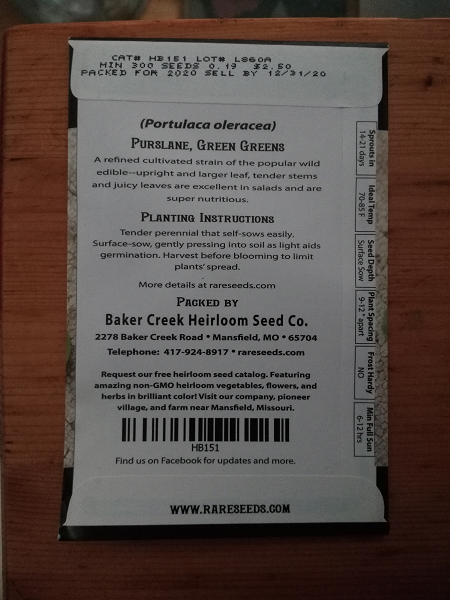 CAT# HB151 LOT# L860A
MIN 300 SEEDS 0.19 $2.50
PACKED FOR 2020 SELL BY 12/31/20
(Portulaca oleracea)
Purslane, Green Greens
A refined cultivated strain of the popular wild
edible--upright and larger leaf, tender stems
and juicy leaves are excellent in salads and are
super nutritious.
Planting Instructions
Tender perennial that self-sows easily.
Surface-sow, gently pressing into soil as light aids
germination. Harvest before blooming to limit
plants' spread.
.
More details at rareseeds.com
Packed by
Baker Creek Heirloom Seed Co.
2278 Baker Creek Road • Mansfield, MO • 65704
Telephone: 417-924-8917 • rareseeds.com
Request our free heirloom seed catalog. Featuring
amazing non-GMO heirloom vegetables, flowers, and
herbs in brilliant color! Visit our company, pioneer
village, and farm near Mansfield, Missouri.
HB151
Find us on Facebook for updates and more.
WWW.RARESEEDS.COM
Sprouts in
14-21 days
Ideal Temp
70-85 F
Seed Depth
Surface Sow
Plant Spacing
9-12" apart
Frost Hardy
NO
Min Full Sun
6-12 hrs